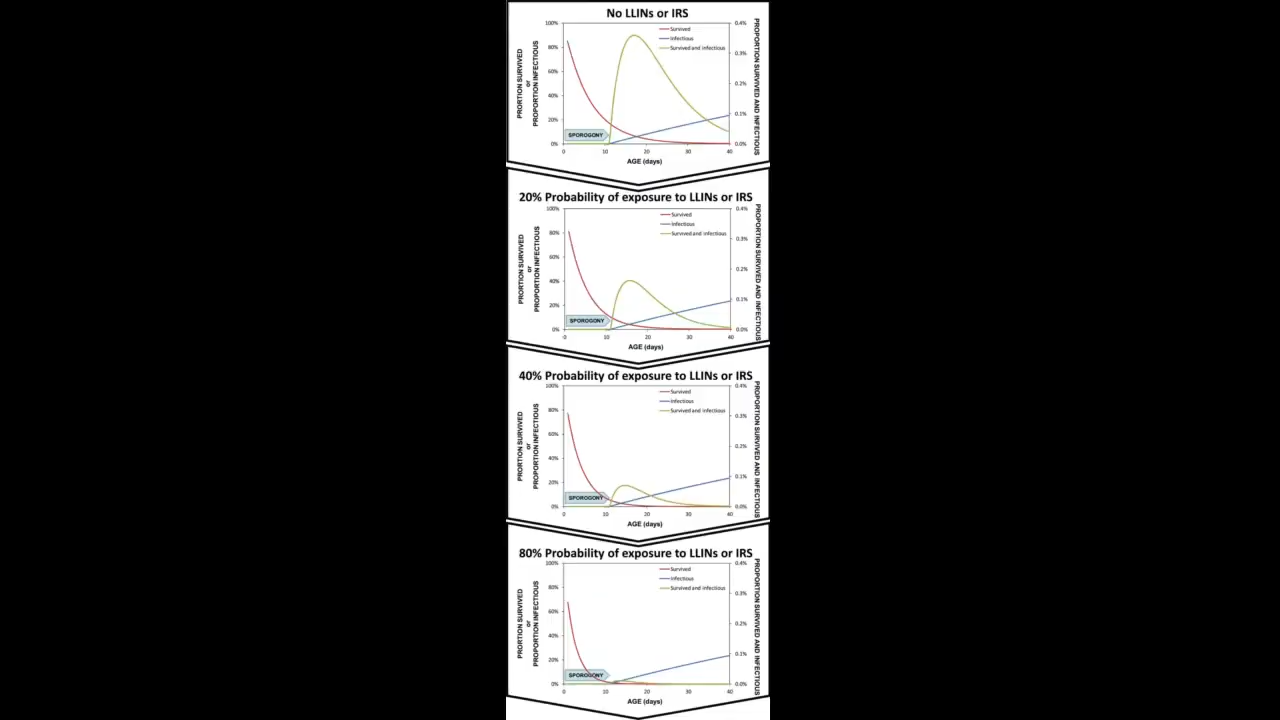 No LLINs or IRS
100%
80%
60%
40%
20%
0%
PRORTION SURVIVED
or
PROPORTION INFECTIOUS
Survived
Infectious
Survived and infectious
SPOROGONY
0.4%
0.3%
0.2%
0.1%
0.0%
PROPORTION SURVIVED AND INFECTIOUS
0 10 20 30 40
AGE (days)
20% Probability of exposure to LLINs or IRS
100%
80%
60%
40%
20%
0%
PRORTION SURVIVED
or
PROPORTION INFECTIOUS
Survived
Infectious
Survived and infectious
SPOROGONY
0.4%
0.3%
0.2%
0.1%
0.0%
PROPORTION SURVIVED AND INFECTIOUS
0 10 20 30 40
AGE (days)
40% Probability of exposure to LLINs or IRS
100%
80%
60%
40%
20%
0%
PRORTION SURVIVED
or
PROPORTION INFECTIOUS
Survived
Infectious
Survived and infectious
SPOROGONY
0.4%
0.3%
0.2%
0.1%
0.0%
PROPORTION SURVIVED AND INFECTIOUS
0 10 20 30 40
AGE (days)
80% Probability of exposure to LLINs or IRS
100%
80%
60%
40%
20%
0%
PRORTION SURVIVED
or
PROPORTION INFECTIOUS
Survived
Infectious
Survived and infectious
SPOROGONY
0.4%
0.3%
0.2%
0.1%
0.0%
PROPORTION SURVIVED AND INFECTIOUS
0 10 20 30 40
AGE (days)